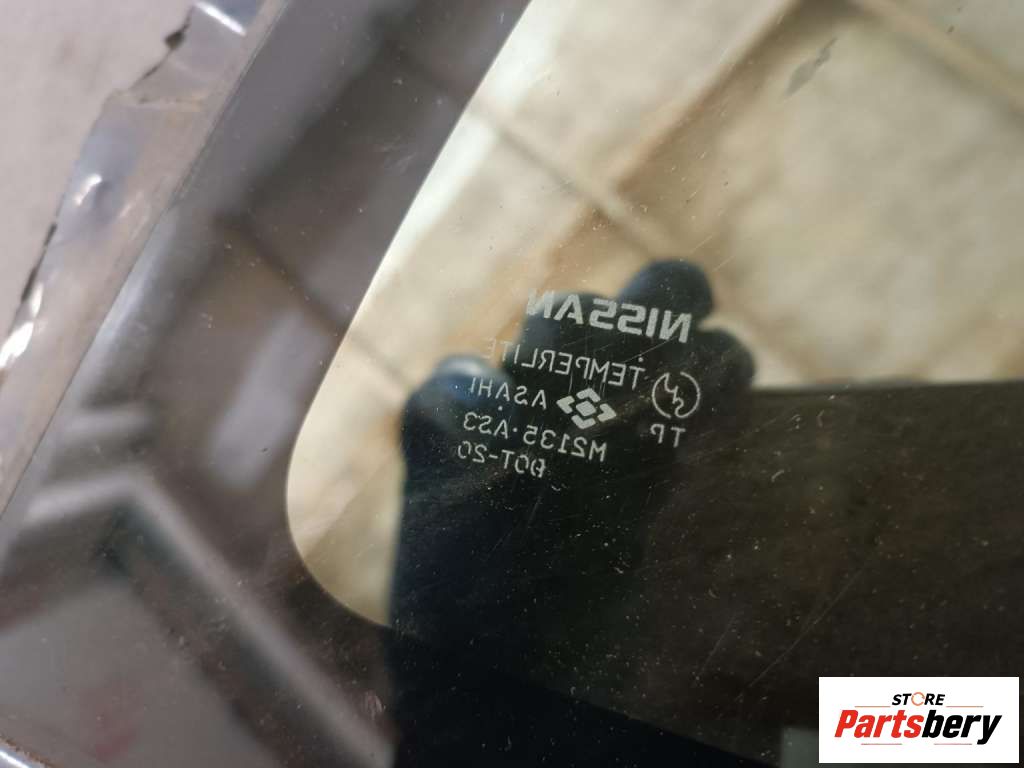 NISSAN
TEMPERLITE
ASAHI
TP
M2135·AS3
DOT-20
STORE
Partsbery